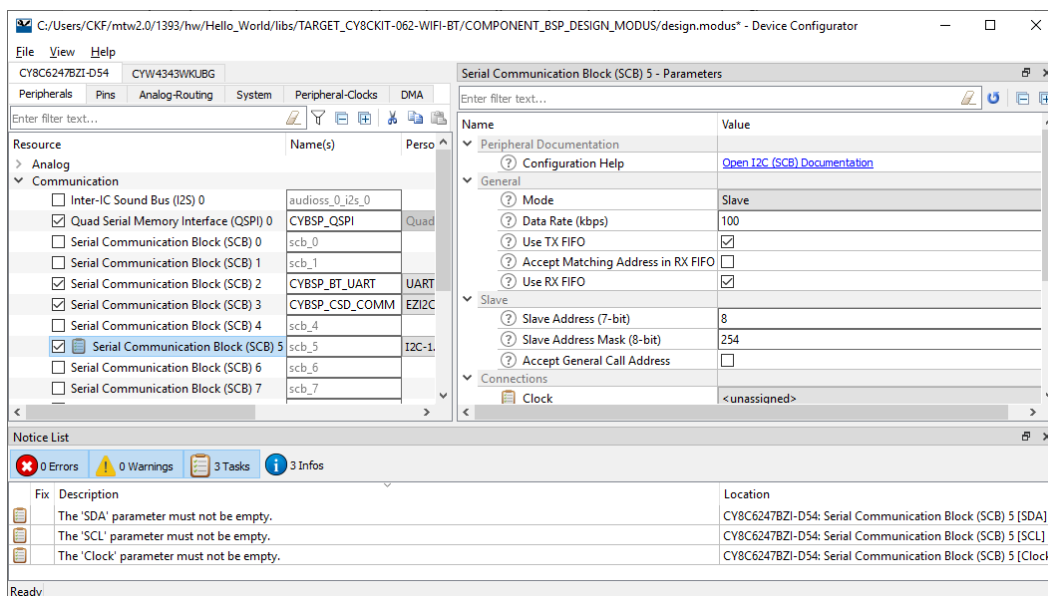 C:/Users/CKF/mtw2.0/1393/hw/Hello_World/libs/TARGET_CY8CKIT-062-WIFI-BT/COMPONENT_BSP_DESIGN_MODUS/design.modus* - Device Configurator
File View Help
CY8C6247BZI-D54 CYW4343WKUBG
Peripherals Pins Analog-Routing System Peripheral-Clocks DMA
Enter filter text...
Resource Name(s) Perso
Analog
Communication
Inter-IC Sound Bus (I2S) 0 audioss_0_i2s_0
Quad Serial Memory Interface (QSPI) 0 CYBSP_QSPI Quad
Serial Communication Block (SCB) 0 scb_0
Serial Communication Block (SCB) 1 scb_1
Serial Communication Block (SCB) 2 CYBSP_BT_UART UART
Serial Communication Block (SCB) 3 CYBSP_CSD_COMM EZI2C
Serial Communication Block (SCB) 4 scb_4
Serial Communication Block (SCB) 5 scb_5 I2C-1.
Serial Communication Block (SCB) 6 scb_6
Serial Communication Block (SCB) 7 scb_7
Serial Communication Block (SCB) 5 - Parameters
Enter filter text...
Name Value
Peripheral Documentation
Configuration Help Open I2C (SCB) Documentation
General
Mode Slave
Data Rate (kbps) 100
Use TX FIFO
Accept Matching Address in RX FIFO
Use RX FIFO
Slave
Slave Address (7-bit) 8
Slave Address Mask (8-bit) 254
Accept General Call Address
Connections
Clock <unassigned>
Notice List
0 Errors 0 Warnings 3 Tasks 3 Infos
Fix Description Location
The 'SDA' parameter must not be empty. CY8C6247BZI-D54: Serial Communication Block (SCB) 5 [SDA]
The 'SCL' parameter must not be empty. CY8C6247BZI-D54: Serial Communication Block (SCB) 5 [SCL]
The 'Clock' parameter must not be empty. CY8C6247BZI-D54: Serial Communication Block (SCB) 5 [Clock
Ready